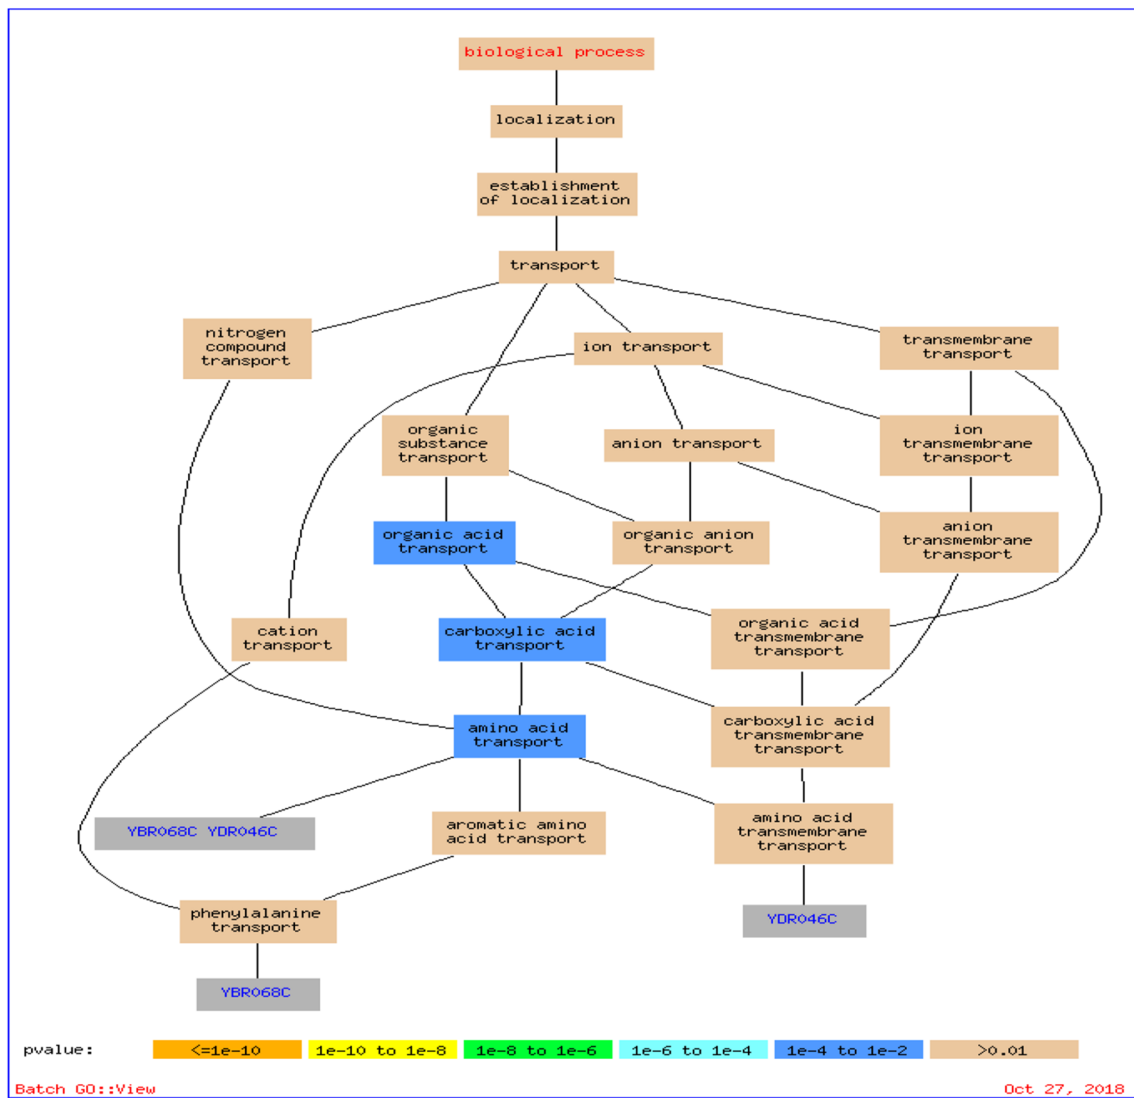 biological process
localization
establishment
of localization
transport
nitrogen
compound
transport
ion transport
transmembrane
transport
organic
substance
transport
anion transport
ion
transmembrane
transport
organic acid
transport
organic anion
transport
anion
transmembrane
transport
cation
transport
carboxylic acid
transport
organic acid
transmembrane
transport
amino acid
transport
carboxylic acid
transmembrane
transport
YBR068C YDR046C
aromatic amino
acid transport
amino acid
transmembrane
transport
phenylalanine
transport
YDR046C
YBR068C
pvalue: <=1e-10 1e-10 to 1e-8 1e-8 to 1e-6 1e-6 to 1e-4 1e-4 to 1e-2 >0.01
Batch GO::View Oct 27, 2018